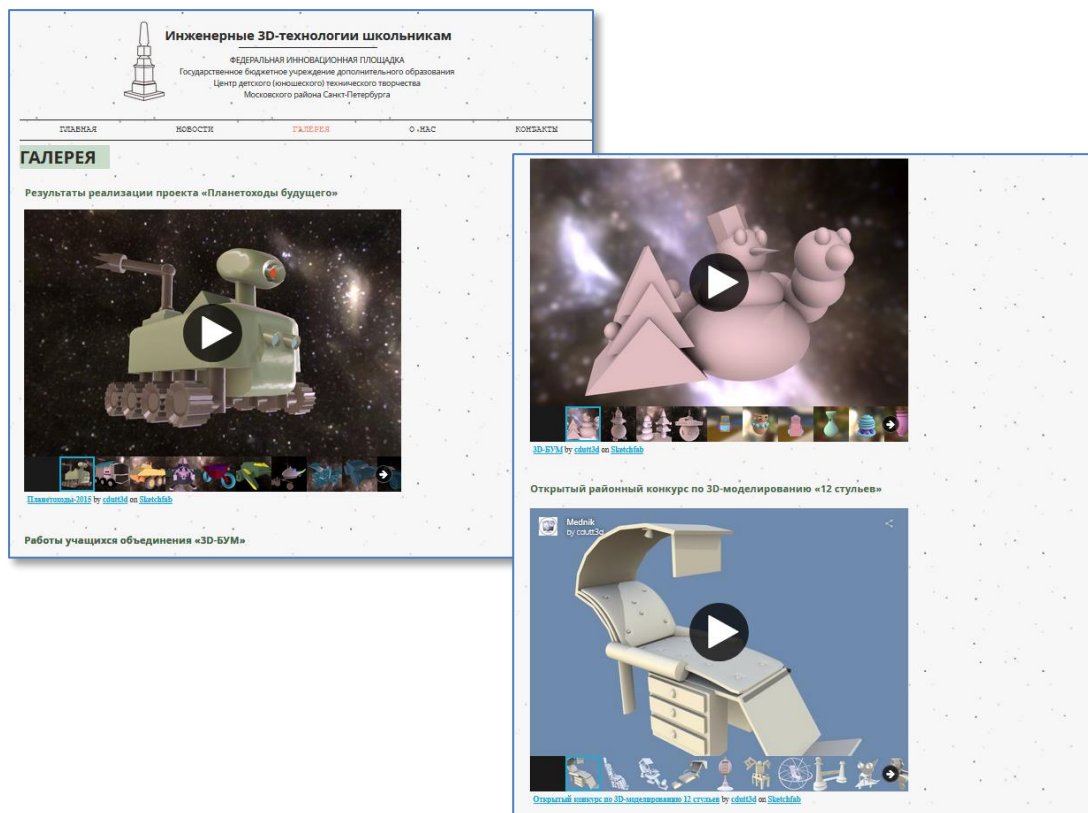 Инженерные 3D-технологии школьникам
ФЕДЕРАЛЬНАЯ ИННОВАЦИОННАЯ ПЛОЩАДКА
Государственное бюджетное учреждение дополнительного образования
Центр детского (юношеского) технического творчества
Московского района Санкт-Петербурга
ГЛАВНАЯ НОВОСТИ ГАЛЕРЕЯ О НАС КОНТАКТЫ
ГАЛЕРЕЯ
Результаты реализации проекта «Планетоходы будущего»
Планетоходы-2015 by cdutt3d on Sketchfab
Работы учащихся объединения «3D-БУМ»
3D-БУМ by cdutt3d on Sketchfab
Открытый районный конкурс по 3D-моделированию «12 стульев»
Mednik
by cdutt3d
Открытый конкурс по 3D-моделированию 12 стульев by cdutt3d on Sketchfab